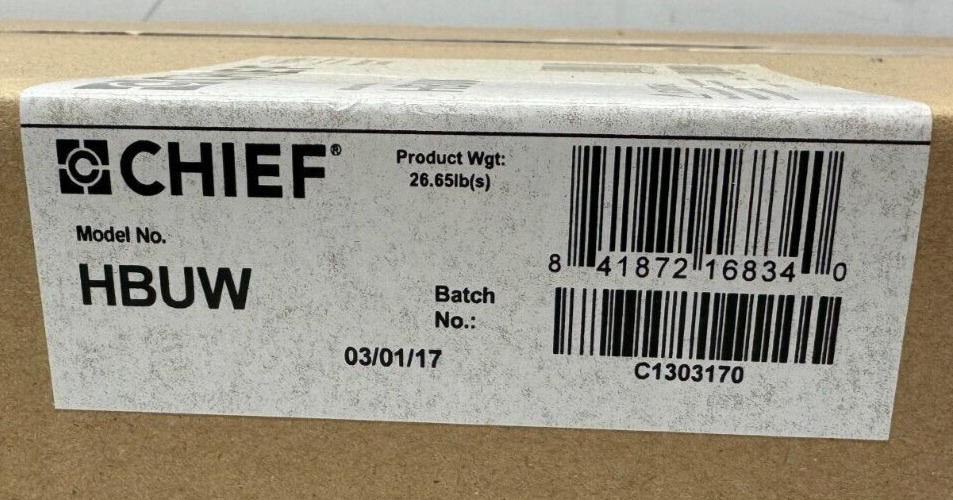 CHIEF®
Product Wgt:
26.65lb(s)
Model No.
HBUW
Batch
No.:
03/01/17
8 41872 16834 0
C1303170